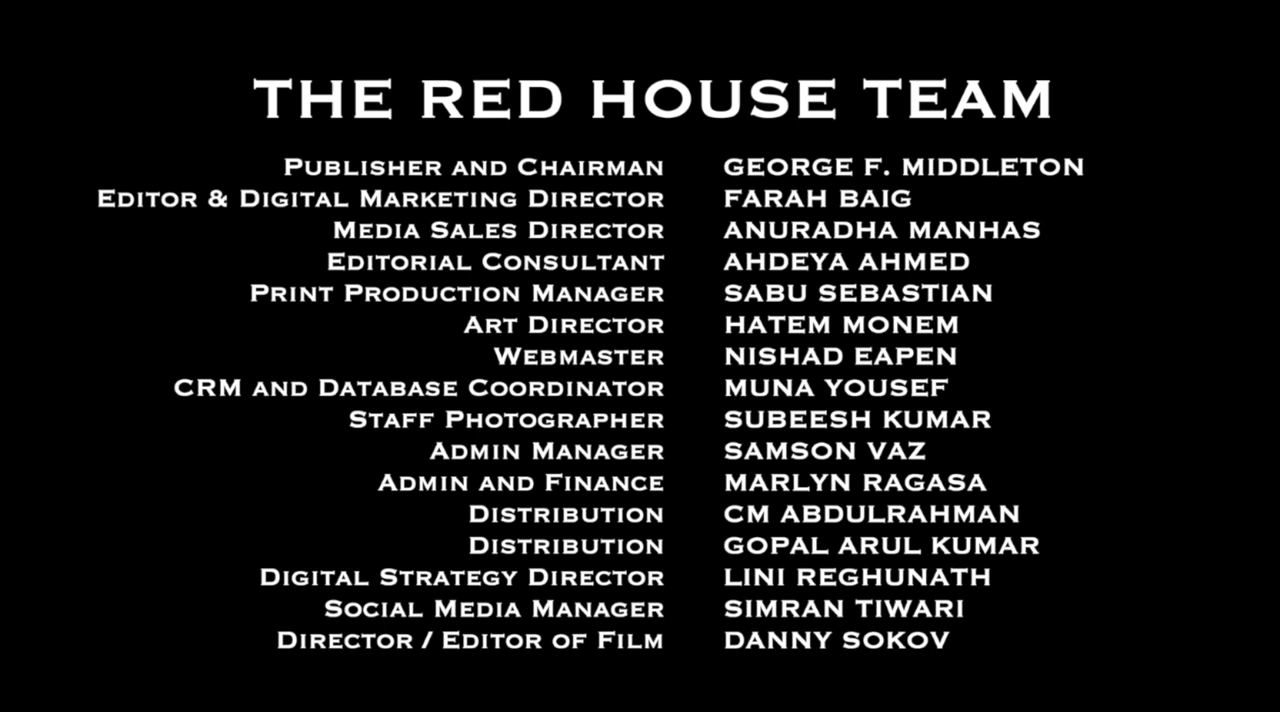 THE RED HOUSE TEAM
PUBLISHER AND CHAIRMAN GEORGE F. MIDDLETON
EDITOR & DIGITAL MARKETING DIRECTOR FARAH BAIG
MEDIA SALES DIRECTOR ANURADHA MANHAS
EDITORIAL CONSULTANT AHDEYA AHMED
PRINT PRODUCTION MANAGER SABU SEBASTIAN
ART DIRECTOR HATEM MONEM
WEBMASTER NISHAD EAPEN
CRM AND DATABASE COORDINATOR MUNA YOUSEF
STAFF PHOTOGRAPHER SUBEESH KUMAR
ADMIN MANAGER SAMSON VAZ
ADMIN AND FINANCE MARLYN RAGASA
DISTRIBUTION CM ABDULRAHMAN
DISTRIBUTION GOPAL ARUL KUMAR
DIGITAL STRATEGY DIRECTOR LINI REGHUNATH
SOCIAL MEDIA MANAGER SIMRAN TIWARI
DIRECTOR / EDITOR OF FILM DANNY SOKOV